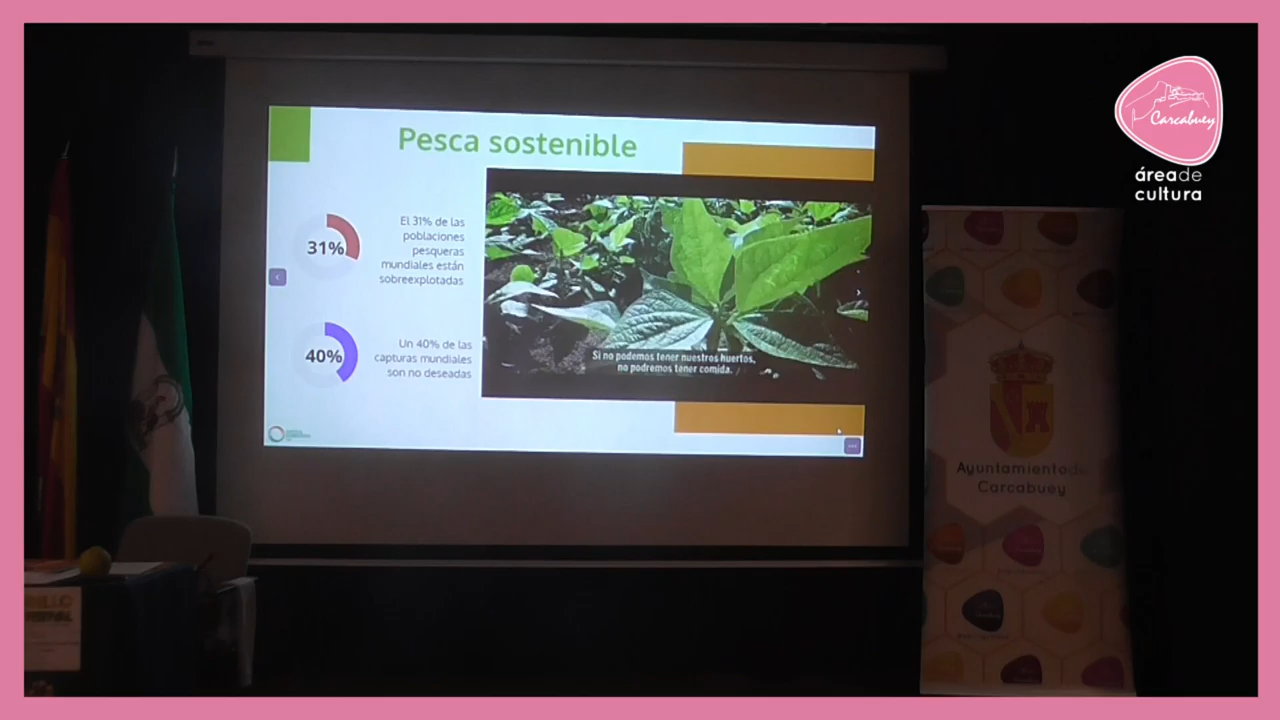 Pesca sostenible
31%
El 31% de las
poblaciones
pesqueras
mundiales están
sobreexplotadas
40%
Un 40% de las
capturas mundiales
son no deseadas
Si no podemos tener nuestros huertos,
no podremos tener comida.
Carcabuey
área de
cultura
Ayuntamiento de
Carcabuey